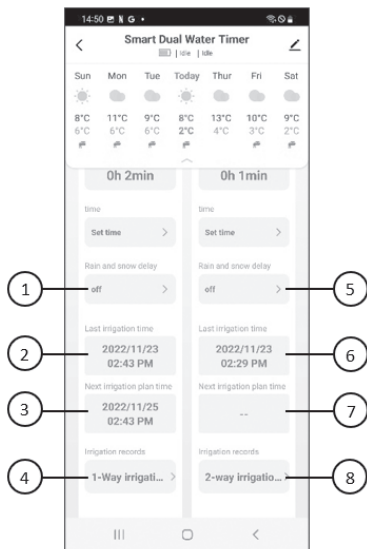 14:50 N G •
Smart Dual Water Timer
Idle | Idle
Sun Mon Tue Today Thur Fri Sat
8°C 11°C 9°C 8°C 13°C 10°C 9°C
6°C 6°C 6°C 2°C 4°C 3°C 2°C
0h 2min 0h 1min
time time
Set time > Set time >
Rain and snow delay Rain and snow delay
1 off > off > 5
Last irrigation time Last irrigation time
2 2022/11/23 2022/11/23 6
02:43 PM 02:29 PM
Next irrigation plan time Next irrigation plan time
3 2022/11/25 -- 7
02:43 PM
Irrigation records Irrigation records
4 1-Way irrigati... > 2-way irrigatio... > 8